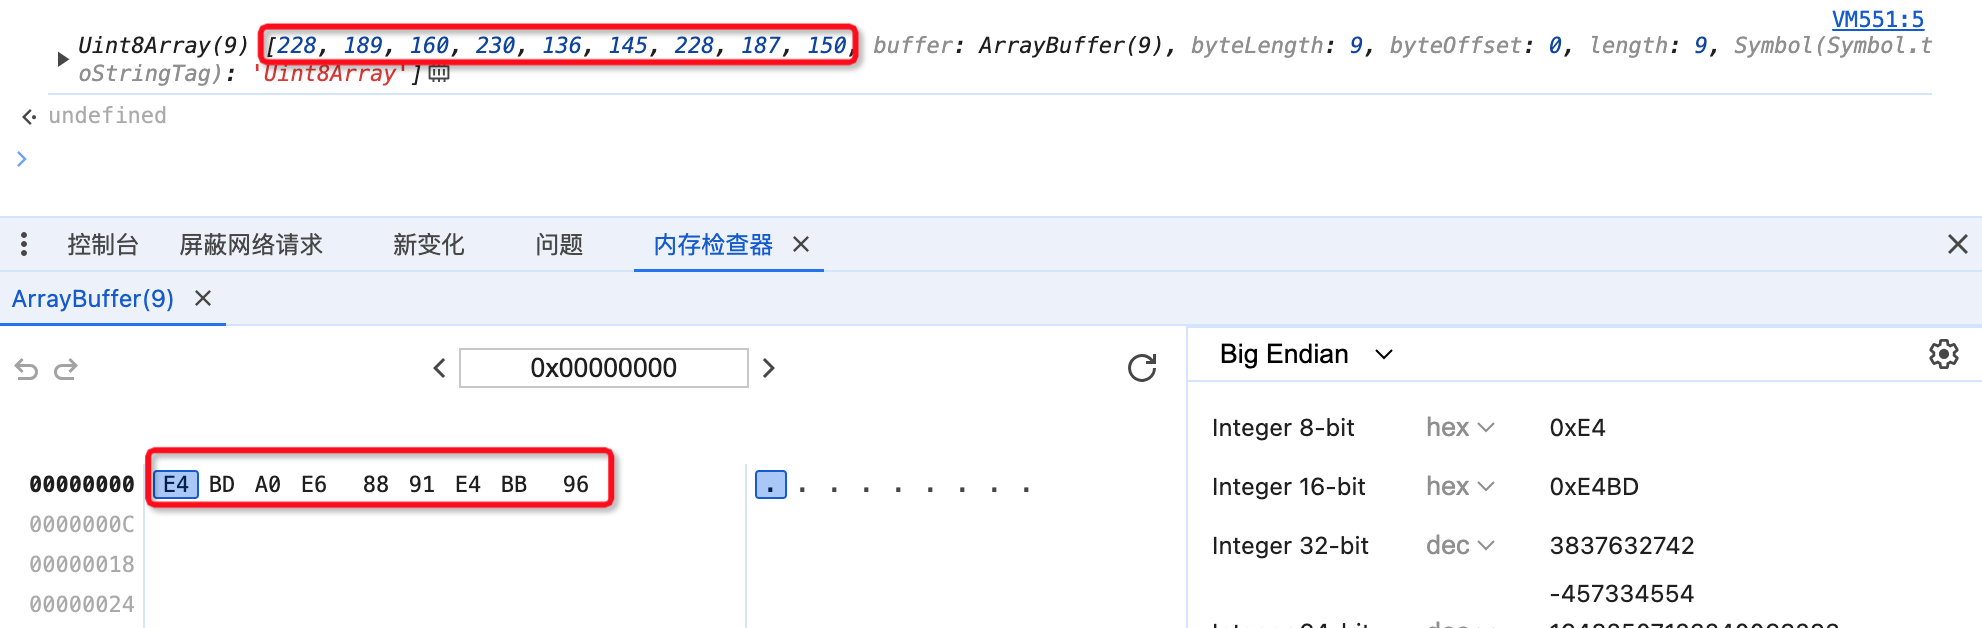 VM551:5
Uint8Array(9) [228, 189, 160, 230, 136, 145, 228, 187, 150, buffer: ArrayBuffer(9), byteLength: 9, byteOffset: 0, length: 9, Symbol(Symbol.t
oStringTag): 'Uint8Array']
undefined
控制台 屏蔽网络请求 新变化 问题 内存检查器
ArrayBuffer(9)
0x00000000
Big Endian
Integer 8-bit hex 0xE4
00000000 E4 BD A0 E6 88 91 E4 BB 96 . . . . . . . . .
Integer 16-bit hex 0xE4BD
0000000C
Integer 32-bit dec 3837632742
00000018
-457334554
00000024